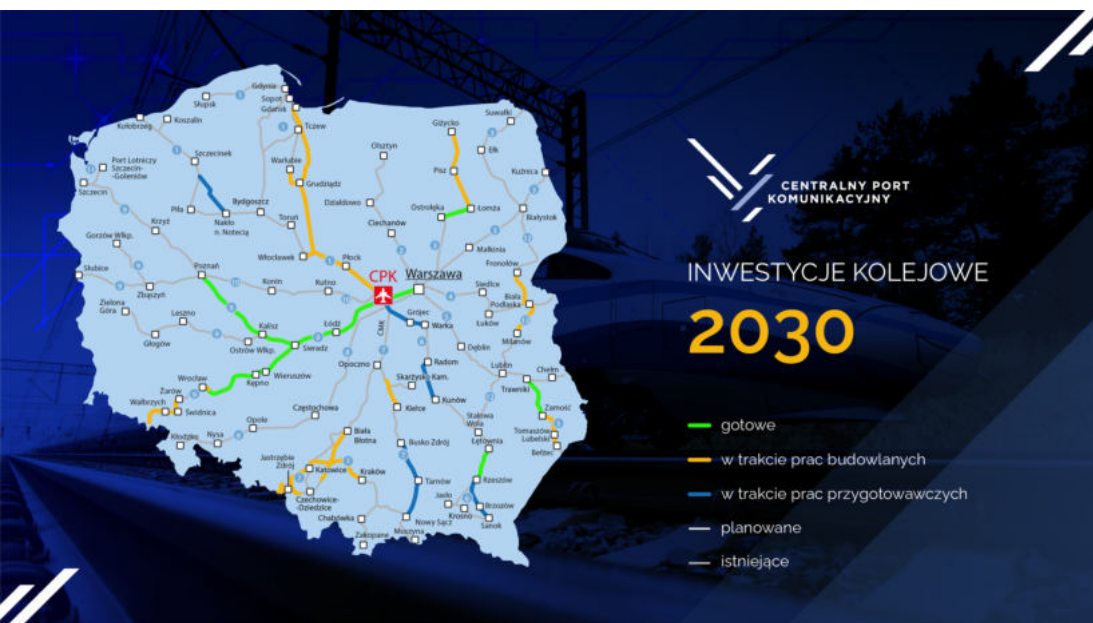 Gdynia
Słupsk
Sopot
Gdańsk
Kołobrzeg
Koszalin
Tczew
Suwałki
Giżycko
Ełk
Port Lotniczy
Szczecin
-Goleniów
Szczecinek
Warlubie
Olsztyn
Pisz
Kuźnica
Szczecin
Grudziądz
Piła
Bydgoszcz
Działdowo
Ostrołęka
Łomża
Białystok
Krzyż
Nakło
n. Notecią
Toruń
Ciechanów
Gorzów Wlkp.
Małkinia
Włocławek
Płock
Fronołów
Słubice
Poznań
CPK
Warszawa
Zbąszyń
Konin
Kutno
Siedlce
Biała
Podlaska
Zielona
Góra
Leszno
Grójec
Warka
Łuków
Głogów
Kalisz
Łódź
CMK
Milanów
Ostrów Wlkp.
Sieradz
Dęblin
Opoczno
Radom
Lublin
Chełm
Wrocław
Kępno
Wieruszów
Skarżysko Kam.
Trawniki
Żarów
Kunów
Wałbrzych
Świdnica
Częstochowa
Kielce
Stalowa
Wola
Zamość
Opole
Tomaszów
Lubelski
Kłodzko
Nysa
Biała
Błotna
Busko Zdrój
Łętownia
Bełżec
Jastrzębie
Zdrój
Katowice
Kraków
Tarnów
Rzeszów
Czechowice-
-Dziedzice
Jasło
Brzozów
Chabówka
Nowy Sącz
Krosno
Sanok
Zakopane
Muszyna
CENTRALNY PORT
KOMUNIKACYJNY
INWESTYCJE KOLEJOWE
2030
gotowe
w trakcie prac budowlanych
w trakcie prac przygotowawczych
planowane
istniejące